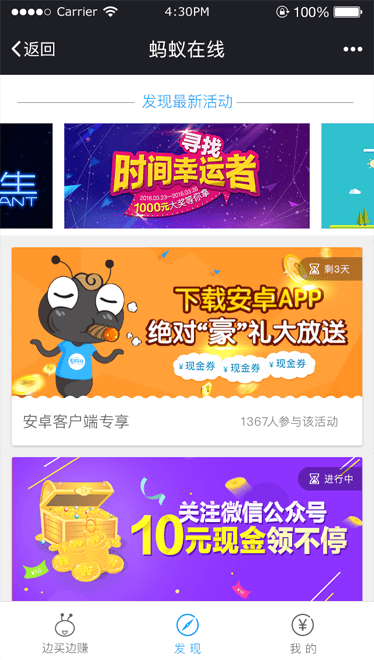 Carrier 4:30PM 100%
返回 蚂蚁在线
发现最新活动
生
ANT
寻找
时间幸运者
2016.03.23—2016.03.28
1000元大奖等你拿
剩3天
下载安卓APP
绝对“豪”礼大放送
¥现金券 ¥现金券 ¥现金券
安卓客户端专享 1367人参与该活动
进行中
关注微信公众号
10元现金领不停
边买边赚 发现 我的